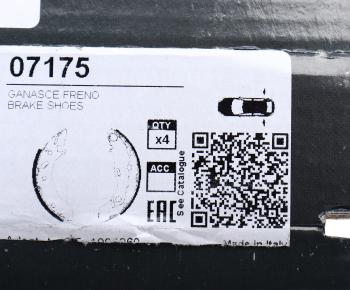 07175
GANASCE FRENO
BRAKE SHOES
QTY
x4
ACC
See Catalogue
EAC
Made in Italy